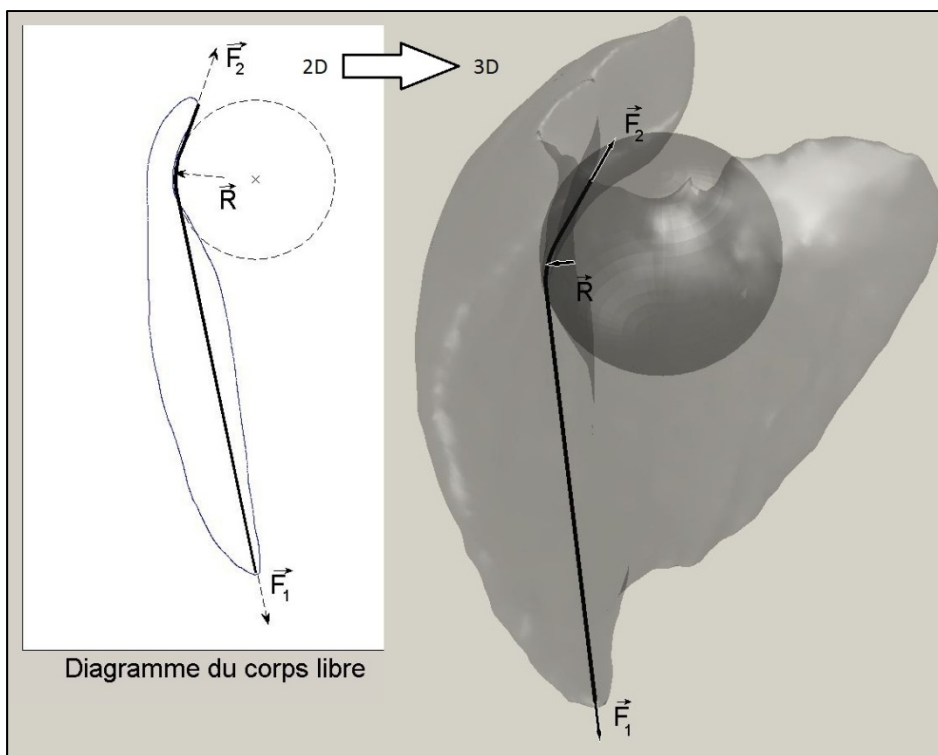 F₂
2D
3D
R
F₁
Diagramme du corps libre
F₂
R
F₁